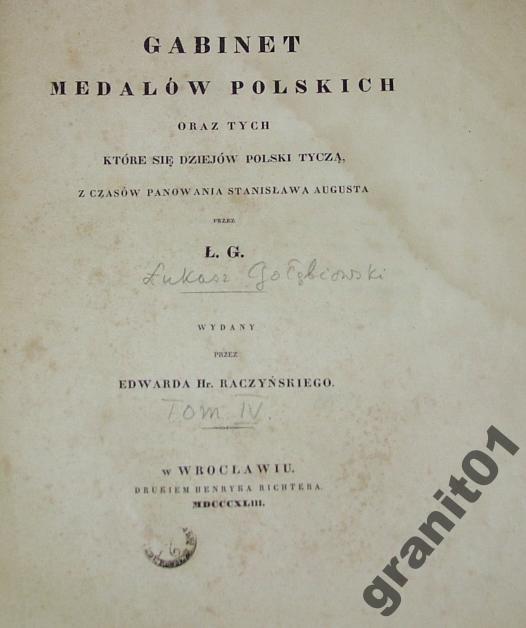 GABINET
MEDALÓW POLSKICH
ORAZ TYCH
KTÓRE SIĘ DZIEJÓW POLSKI TYCZĄ,
Z CZASÓW PANOWANIA STANISŁAWA AUGUSTA
PRZEZ
Ł. G.
Łukasz Gołębiowski
WYDANY
PRZEZ
EDWARDA Hr. RACZYŃSKIEGO.
Tom IV.
w WROCŁAWIU.
DRUKIEM HENRYKA RICHTERA.
MDCCCXLIII.
granit01